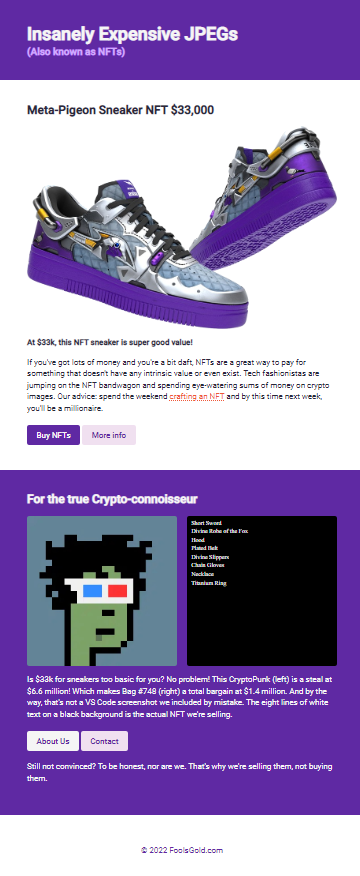 Insanely Expensive JPEGs
(Also known as NFTs)
Meta-Pigeon Sneaker NFT $33,000
At $33k, this NFT sneaker is super good value!
If you've got lots of money and you're a bit daft, NFTs are a great way to pay for
something that doesn't have any intrinsic value or even exist. Tech fashionistas are
jumping on the NFT bandwagon and spending eye-watering sums of money on crypto
images. Our advice: spend the weekend crafting an NFT and by this time next week,
you'll be a millionaire.
Buy NFTs
More info
For the true Crypto-connoisseur
Short Sword
Divine Robe of the Fox
Hood
Plated Belt
Divine Slippers
Chain Gloves
Necklace
Titanium Ring
Is $33k for sneakers too basic for you? No problem! This CryptoPunk (left) is a steal at
$6.6 million! Which makes Bag #748 (right) a total bargain at $1.4 million. And by the
way, that's not a VS Code screenshot we included by mistake. The eight lines of white
text on a black background is the actual NFT we're selling.
About Us
Contact
Still not convinced? To be honest, nor are we. That's why we're selling them, not buying
them.
© 2022 FoolsGold.com